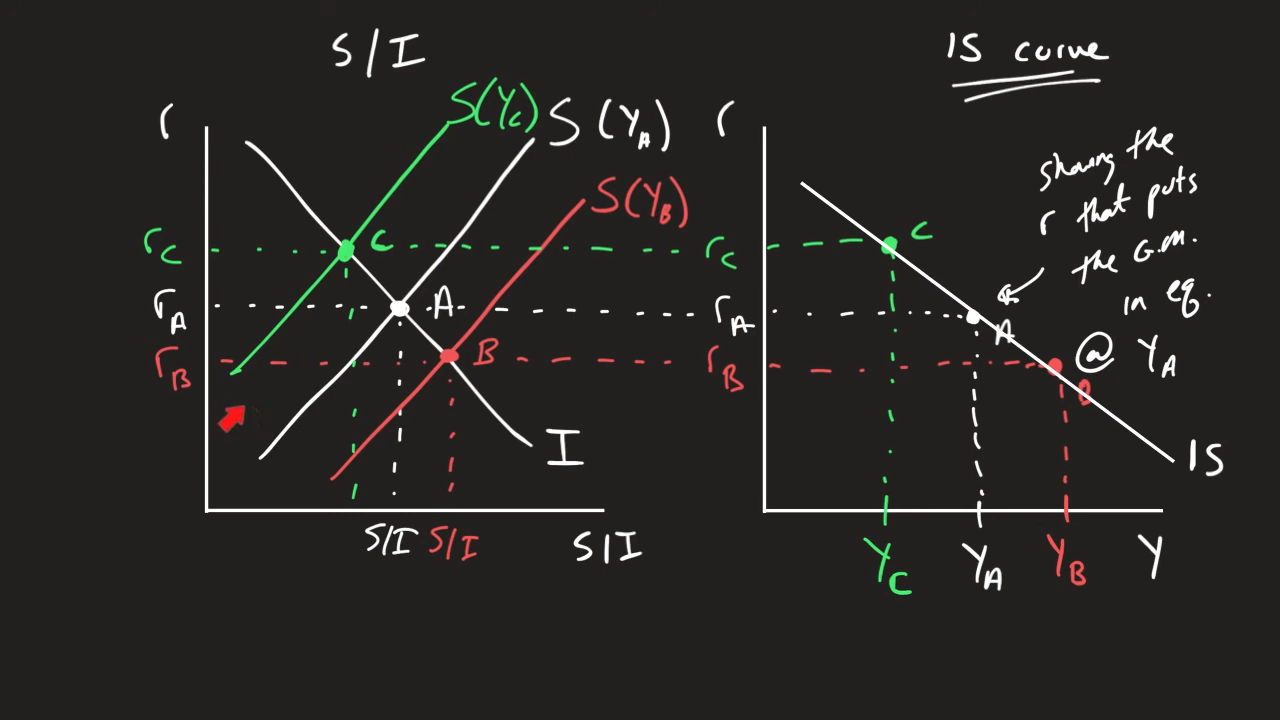 S/I
IS curve
r
S(Y_C)
S (Y_A)
S(Y_B)
r_C
C
r_A
A
r_B
B
I
S/I
S/I
S/I
r
showing the
r that puts
the G.M.
in eq.
@ Y_A
r_C
C
r_A
A
r_B
B
IS
Y_C
Y_A
Y_B
Y